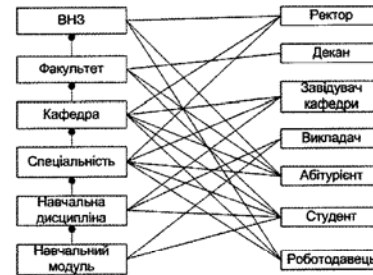 ВНЗ
Факультет
Кафедра
Спеціальність
Навчальна
дисципліна
Навчальний
модуль
Ректор
Декан
Завідувач
кафедри
Викладач
Абітурієнт
Студент
Роботодавець